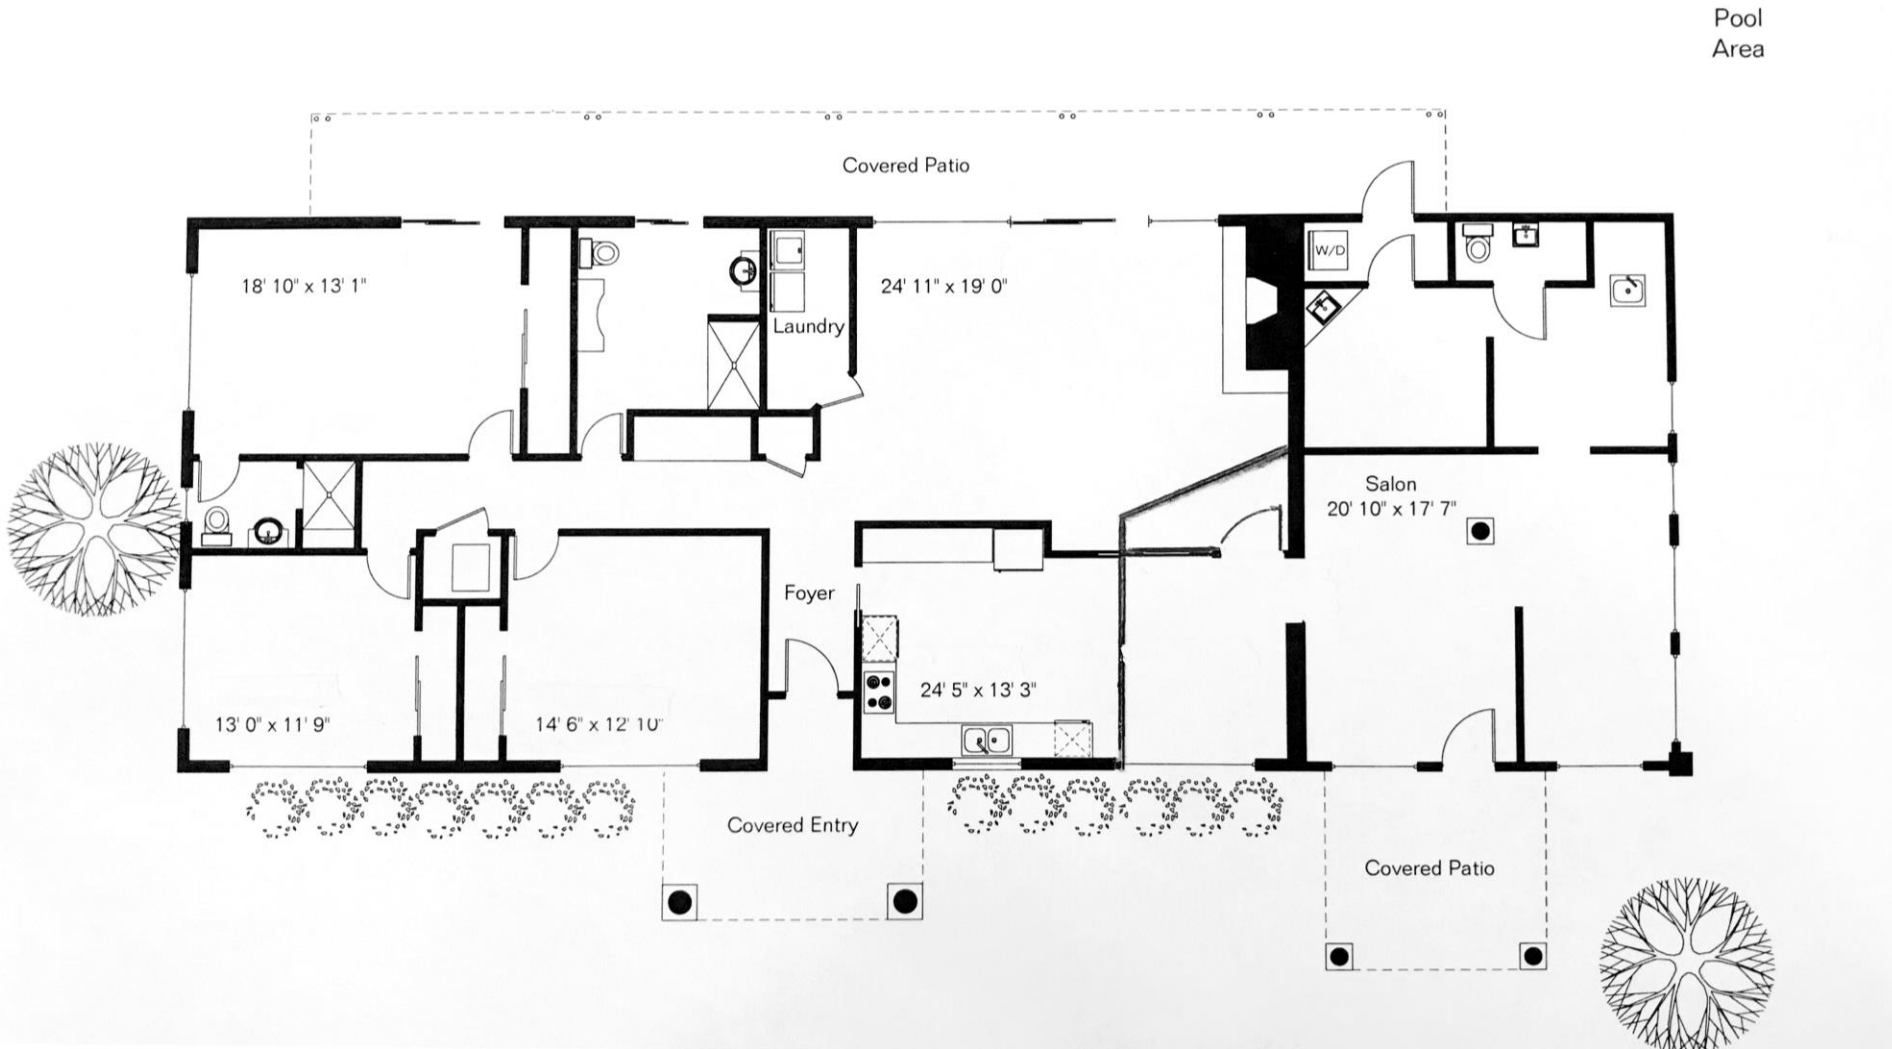 Pool
Area
Covered Patio
18' 10" x 13' 1"
24' 11" x 19' 0"
W/D
Laundry
Salon
20' 10" x 17' 7"
Foyer
13' 0" x 11' 9"
14' 6" x 12' 10"
24' 5" x 13' 3"
Covered Entry
Covered Patio